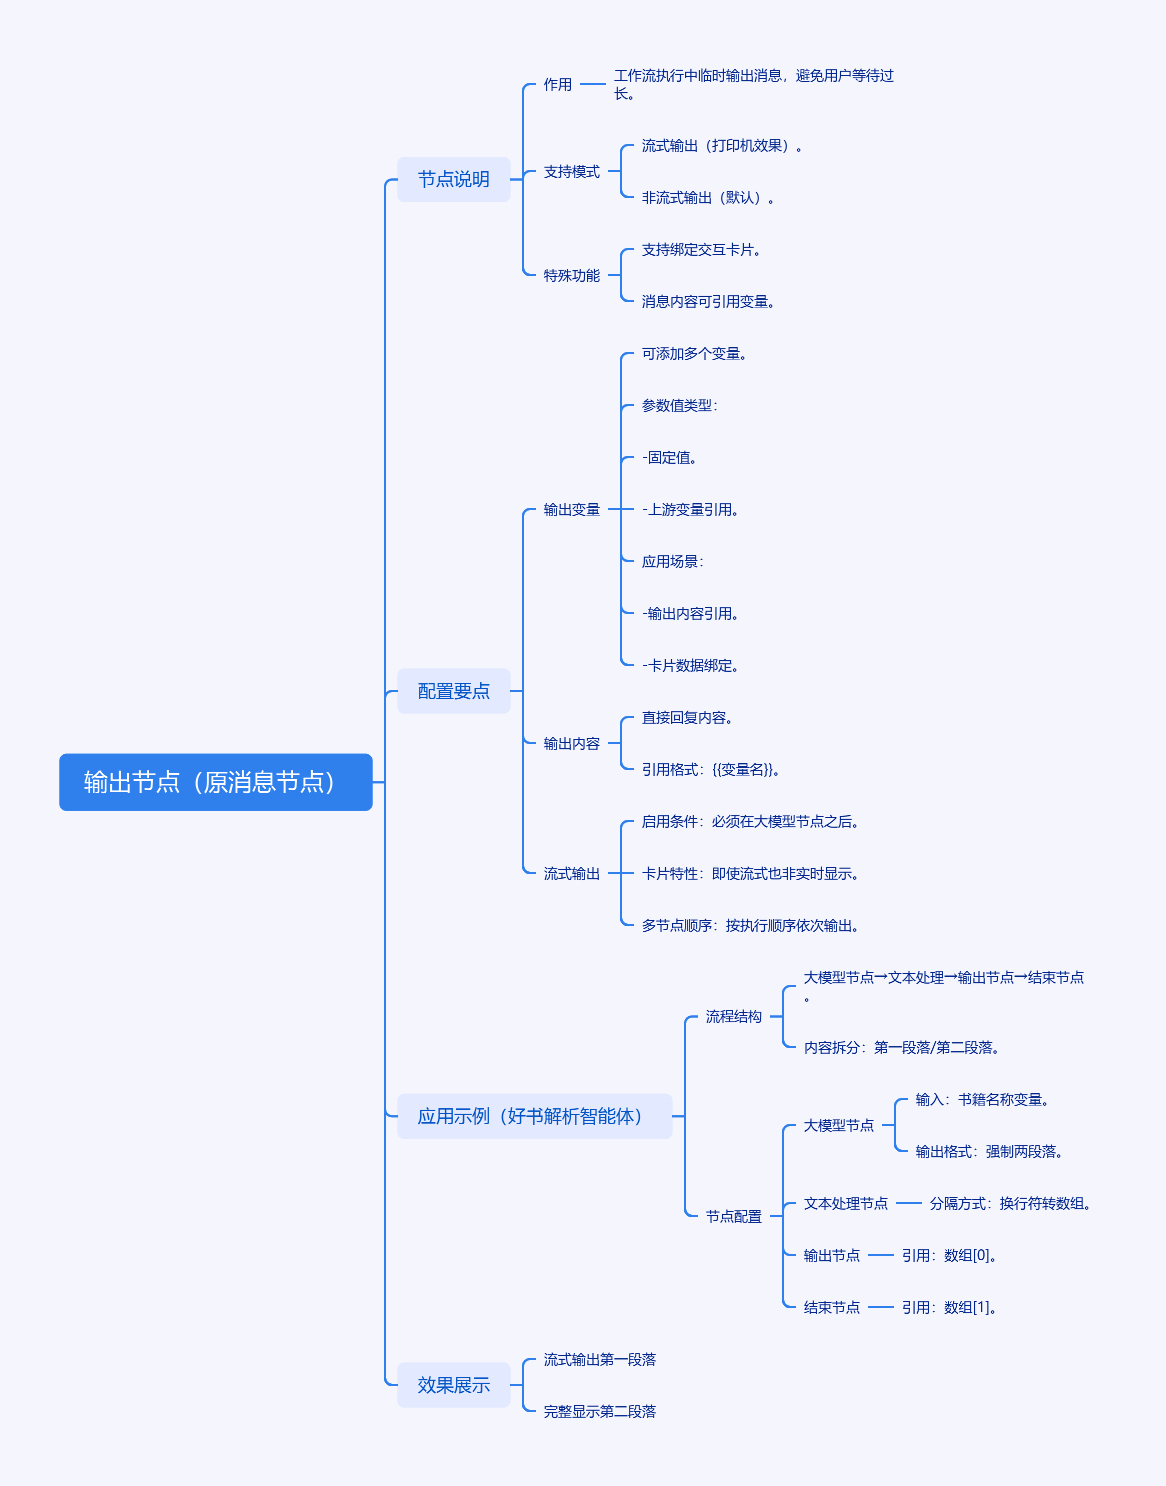 输出节点（原消息节点）
节点说明
作用
工作流执行中临时输出消息，避免用户等待过
长。
支持模式
流式输出（打印机效果）。
非流式输出（默认）。
特殊功能
支持绑定交互卡片。
消息内容可引用变量。
配置要点
输出变量
可添加多个变量。
参数值类型：
-固定值。
-上游变量引用。
应用场景：
-输出内容引用。
-卡片数据绑定。
输出内容
直接回复内容。
引用格式：{{变量名}}。
流式输出
启用条件：必须在大模型节点之后。
卡片特性：即使流式也非实时显示。
多节点顺序：按执行顺序依次输出。
应用示例（好书解析智能体）
流程结构
大模型节点→文本处理→输出节点→结束节点
。
内容拆分：第一段落/第二段落。
节点配置
大模型节点
输入：书籍名称变量。
输出格式：强制两段落。
文本处理节点
分隔方式：换行符转数组。
输出节点
引用：数组[0]。
结束节点
引用：数组[1]。
效果展示
流式输出第一段落
完整显示第二段落